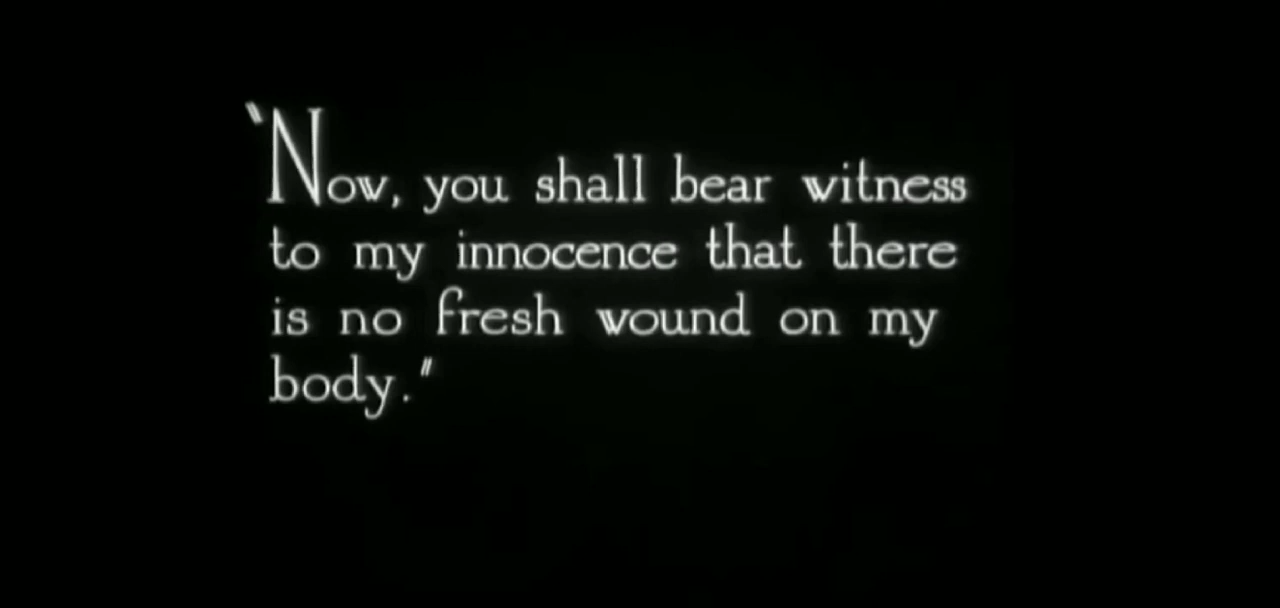 "Now, you shall bear witness
to my innocence that there
is no fresh wound on my
body."